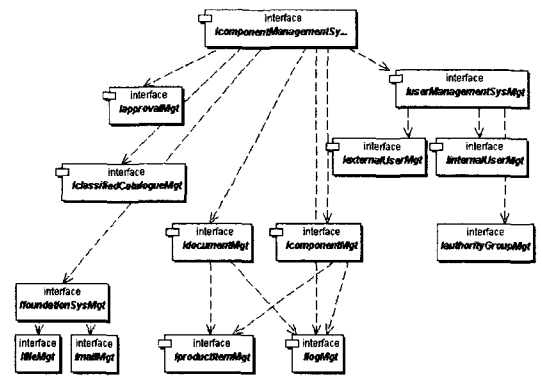 interface
IcomponentManagementSy...
interface
IapprovalMgt
interface
IuserManagementSysMgt
interface
IexternalUserMgt
interface
IinternalUserMgt
interface
IclassifiedCatalogueMgt
interface
IdocumentMgt
interface
IcomponentMgt
interface
IauthorityGroupMgt
interface
IfoundationSysMgt
interface
IfileMgt
interface
ImailMgt
interface
IproductItemMgt
interface
IlogMgt